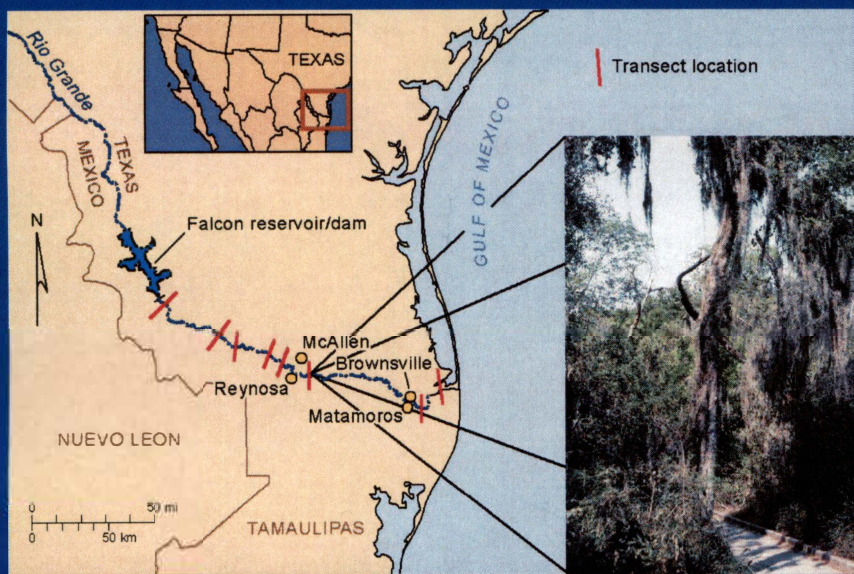 TEXAS
Transect location
Rio Grande
TEXAS
MEXICO
GULF OF MEXICO
N
Falcon reservoir/dam
McAllen
Brownsville
Reynosa
Matamoros
NUEVO LEON
0 50 mi
0 50 km
TAMAULIPAS